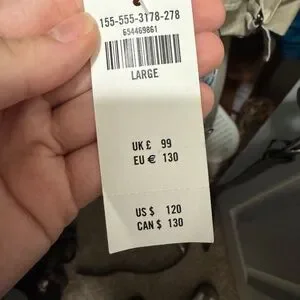 155-555-3178-278
654469861
LARGE
UK £ 99
EU € 130
US $ 120
CAN $ 130